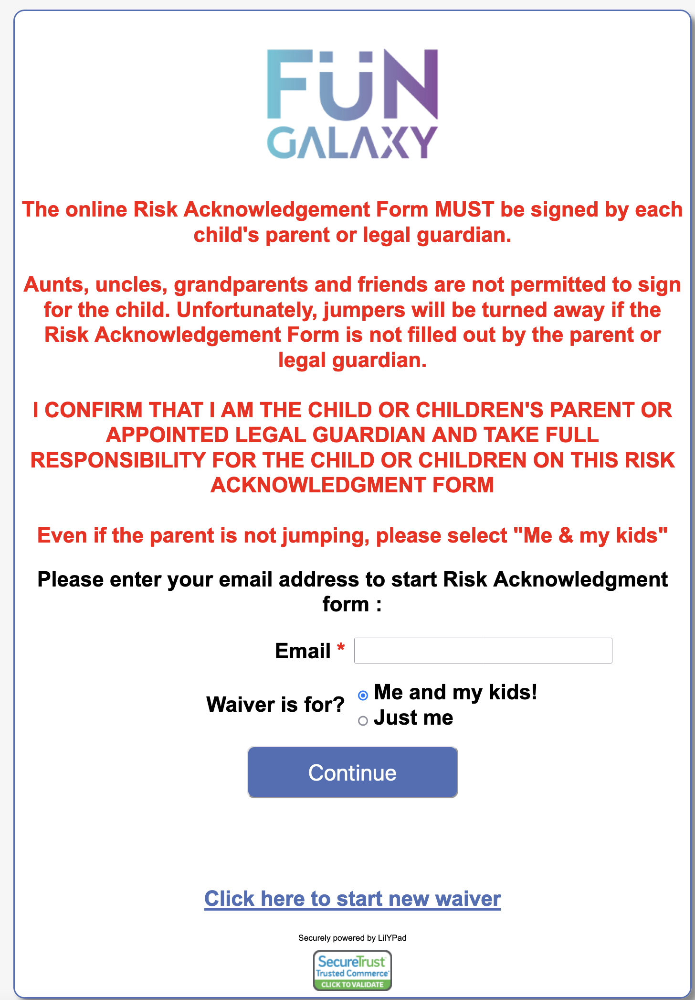 FÜN
GALAXY
The online Risk Acknowledgement Form MUST be signed by each
child's parent or legal guardian.
Aunts, uncles, grandparents and friends are not permitted to sign
for the child. Unfortunately, jumpers will be turned away if the
Risk Acknowledgement Form is not filled out by the parent or
legal guardian.
I CONFIRM THAT I AM THE CHILD OR CHILDREN'S PARENT OR
APPOINTED LEGAL GUARDIAN AND TAKE FULL
RESPONSIBILITY FOR THE CHILD OR CHILDREN ON THIS RISK
ACKNOWLEDGMENT FORM
Even if the parent is not jumping, please select "Me & my kids"
Please enter your email address to start Risk Acknowledgment
form :
Email *
Waiver is for?
Me and my kids!
Just me
Continue
Click here to start new waiver
Securely powered by LilYPad
SecureTrust
Trusted Commerce
CLICK TO VALIDATE